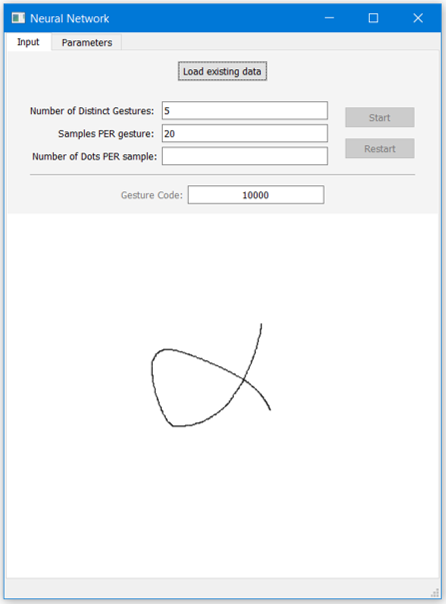 Neural Network
Input Parameters
Load existing data
Number of Distinct Gestures: 5
Start
Samples PER gesture: 20
Number of Dots PER sample:
Restart
Gesture Code: 10000